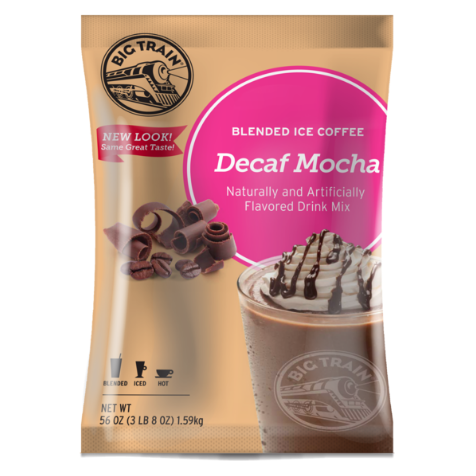 BIG TRAIN
NEW LOOK!
Same Great Taste!
BLENDED ICE COFFEE
Decaf Mocha
Naturally and Artificially
Flavored Drink Mix
BIG TRAIN
BLENDED ICED HOT
NET WT
56 OZ (3 LB 8 OZ) 1.59kg